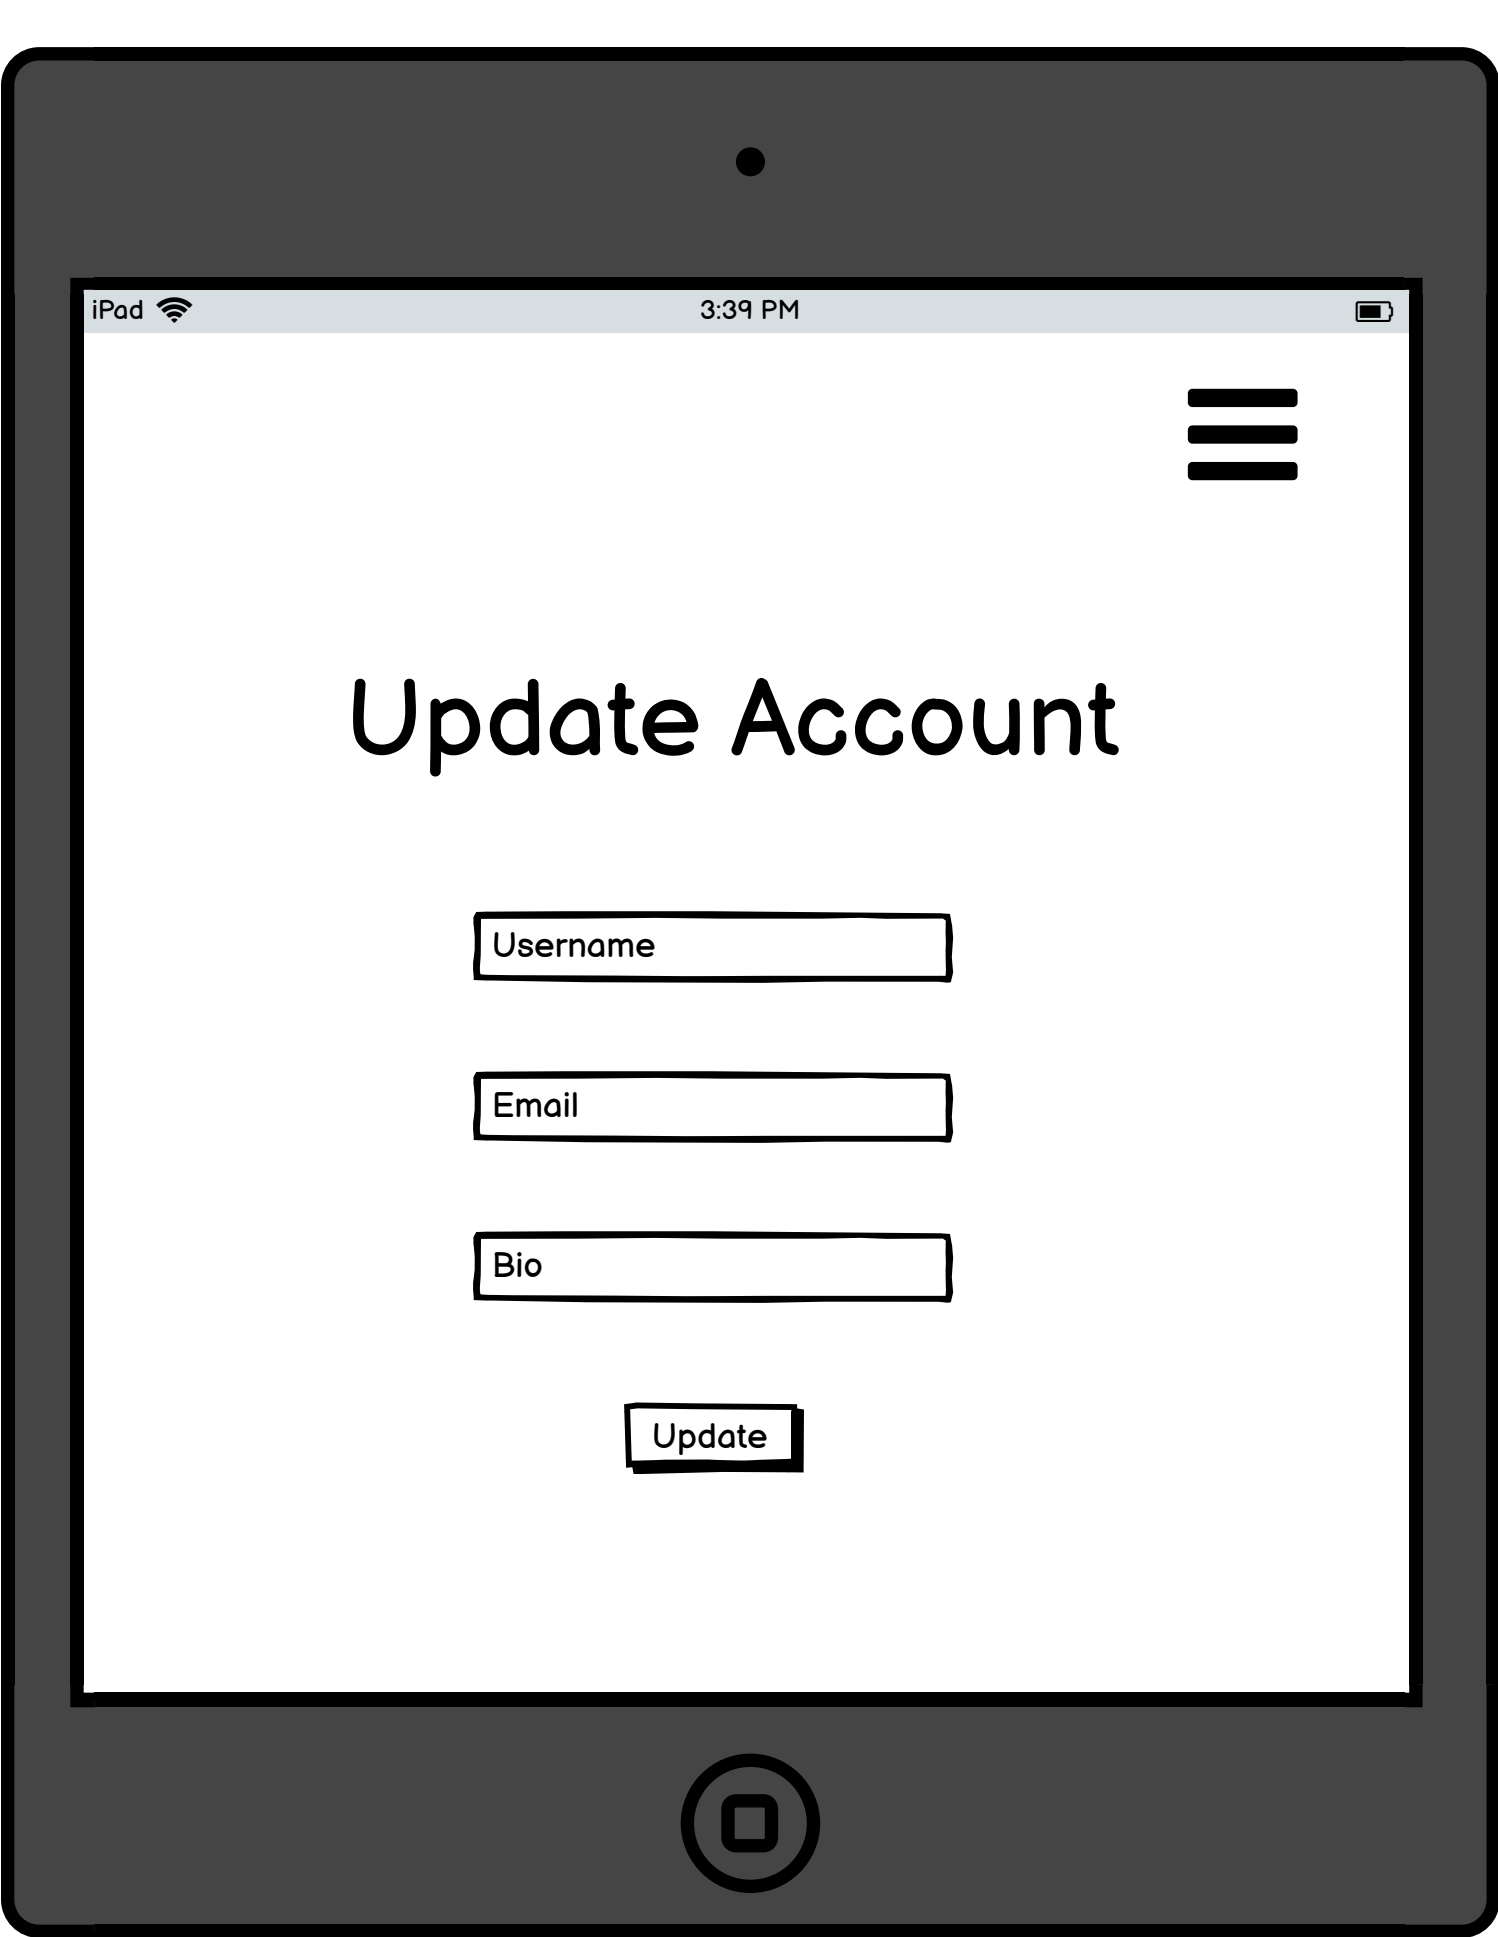 iPad 3:39 PM
Update Account
Username
Email
Bio
Update